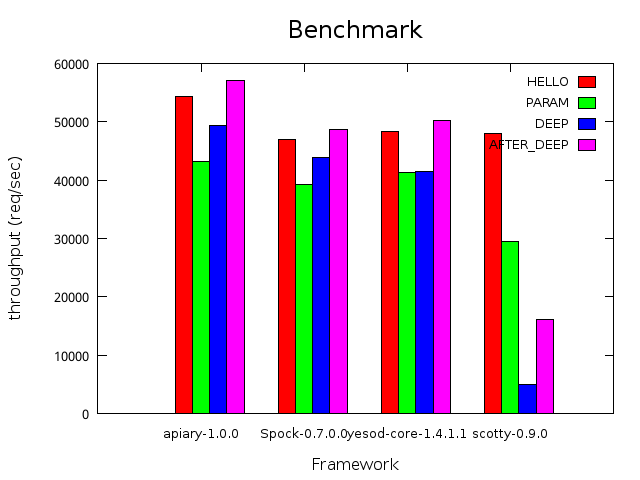 Benchmark
60000
50000
40000
30000
20000
10000
0
throughput (req/sec)
HELLO
PARAM
DEEP
AFTER_DEEP
apiary-1.0.0 Spock-0.7.0.0 yesod-core-1.4.1.1 scotty-0.9.0
Framework